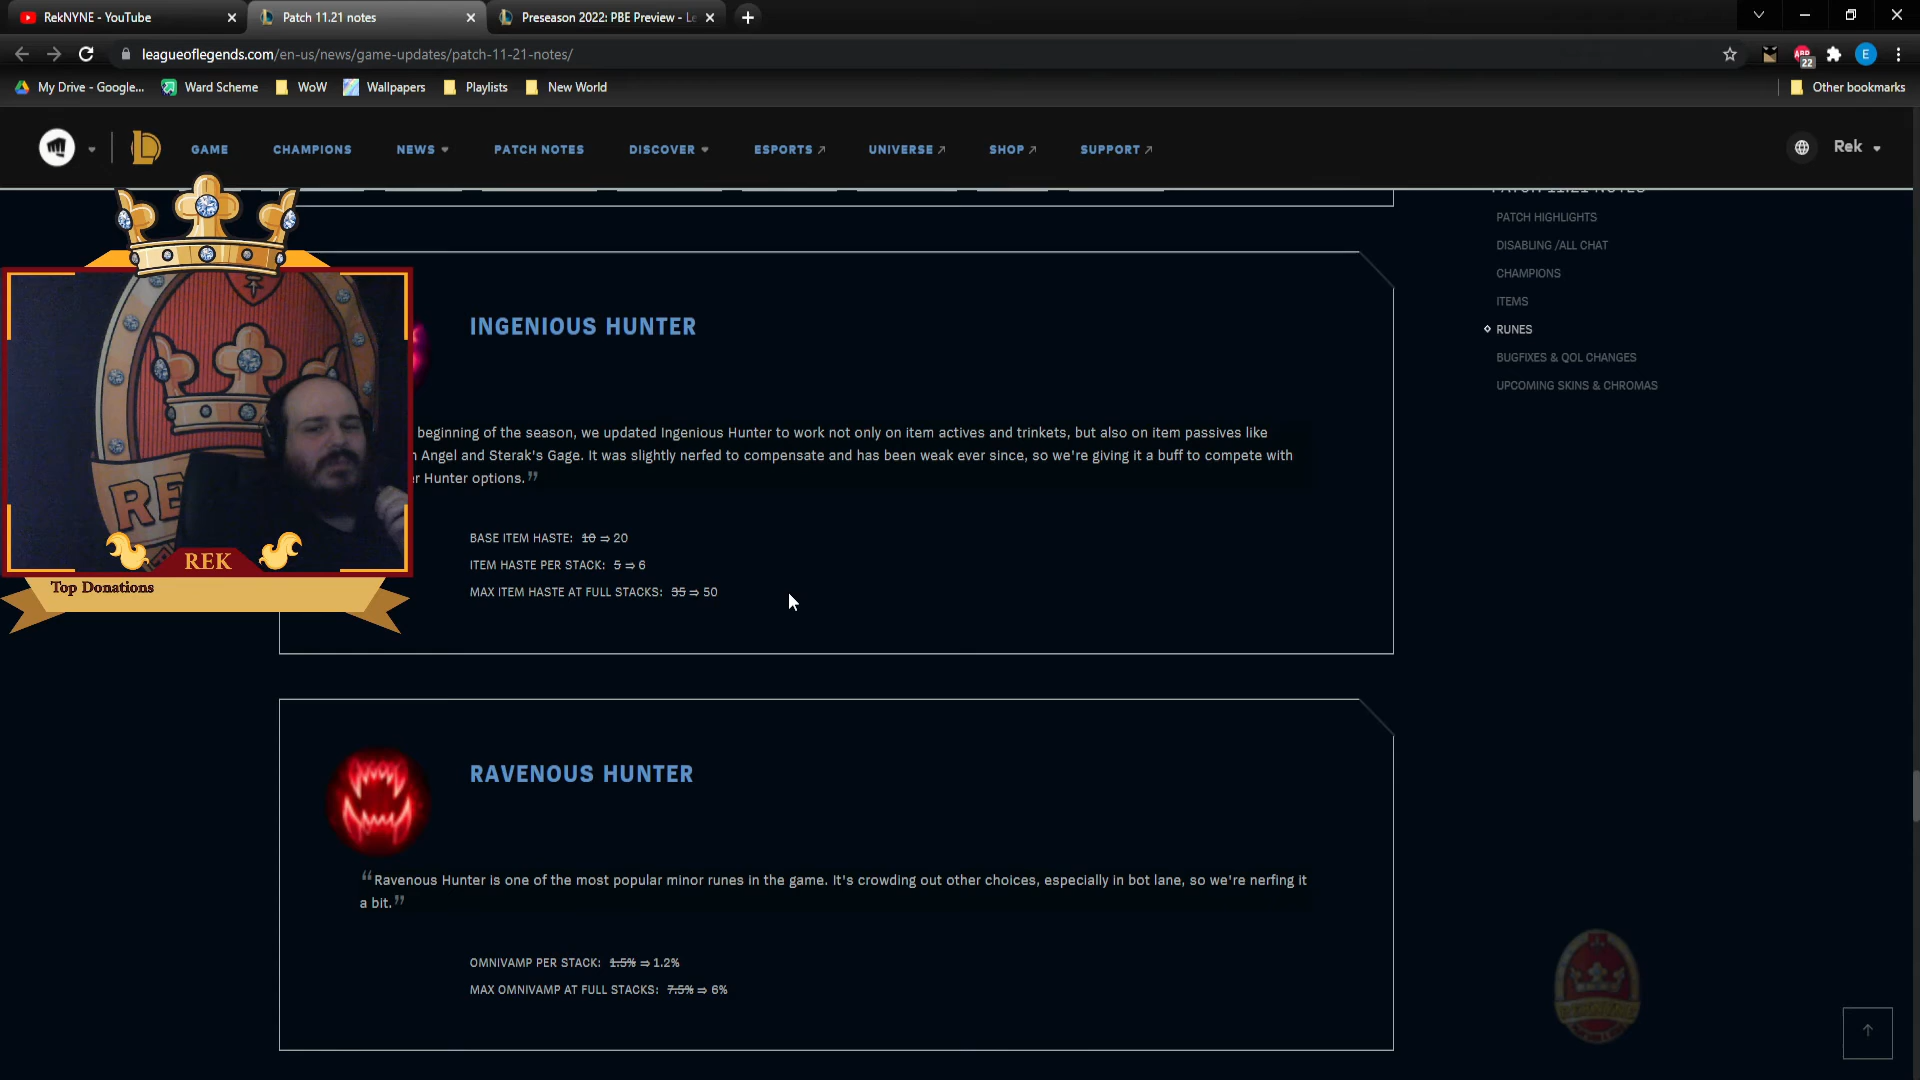 RekNYNE - YouTube
Patch 11.21 notes
Preseason 2022: PBE Preview - Le
leagueoflegends.com/en-us/news/game-updates/patch-11-21-notes/
ABP
22
E
My Drive - Google...
Ward Scheme
WoW
Wallpapers
Playlists
New World
Other bookmarks
GAME
CHAMPIONS
NEWS
PATCH NOTES
DISCOVER
ESPORTS
UNIVERSE
SHOP
SUPPORT
Rek
PATCH 11.21 NOTES
PATCH HIGHLIGHTS
DISABLING /ALL CHAT
CHAMPIONS
ITEMS
RUNES
BUGFIXES & QOL CHANGES
UPCOMING SKINS & CHROMAS
INGENIOUS HUNTER
beginning of the season, we updated Ingenious Hunter to work not only on item actives and trinkets, but also on item passives like
Angel and Sterak's Gage. It was slightly nerfed to compensate and has been weak ever since, so we're giving it a buff to compete with
r Hunter options.”
BASE ITEM HASTE: 10 ⇒ 20
ITEM HASTE PER STACK: 5 ⇒ 6
MAX ITEM HASTE AT FULL STACKS: 35 ⇒ 50
RE
REK
Top Donations
RAVENOUS HUNTER
“Ravenous Hunter is one of the most popular minor runes in the game. It's crowding out other choices, especially in bot lane, so we're nerfing it
a bit.”
OMNIVAMP PER STACK: 1.5% ⇒ 1.2%
MAX OMNIVAMP AT FULL STACKS: 7.5% ⇒ 6%